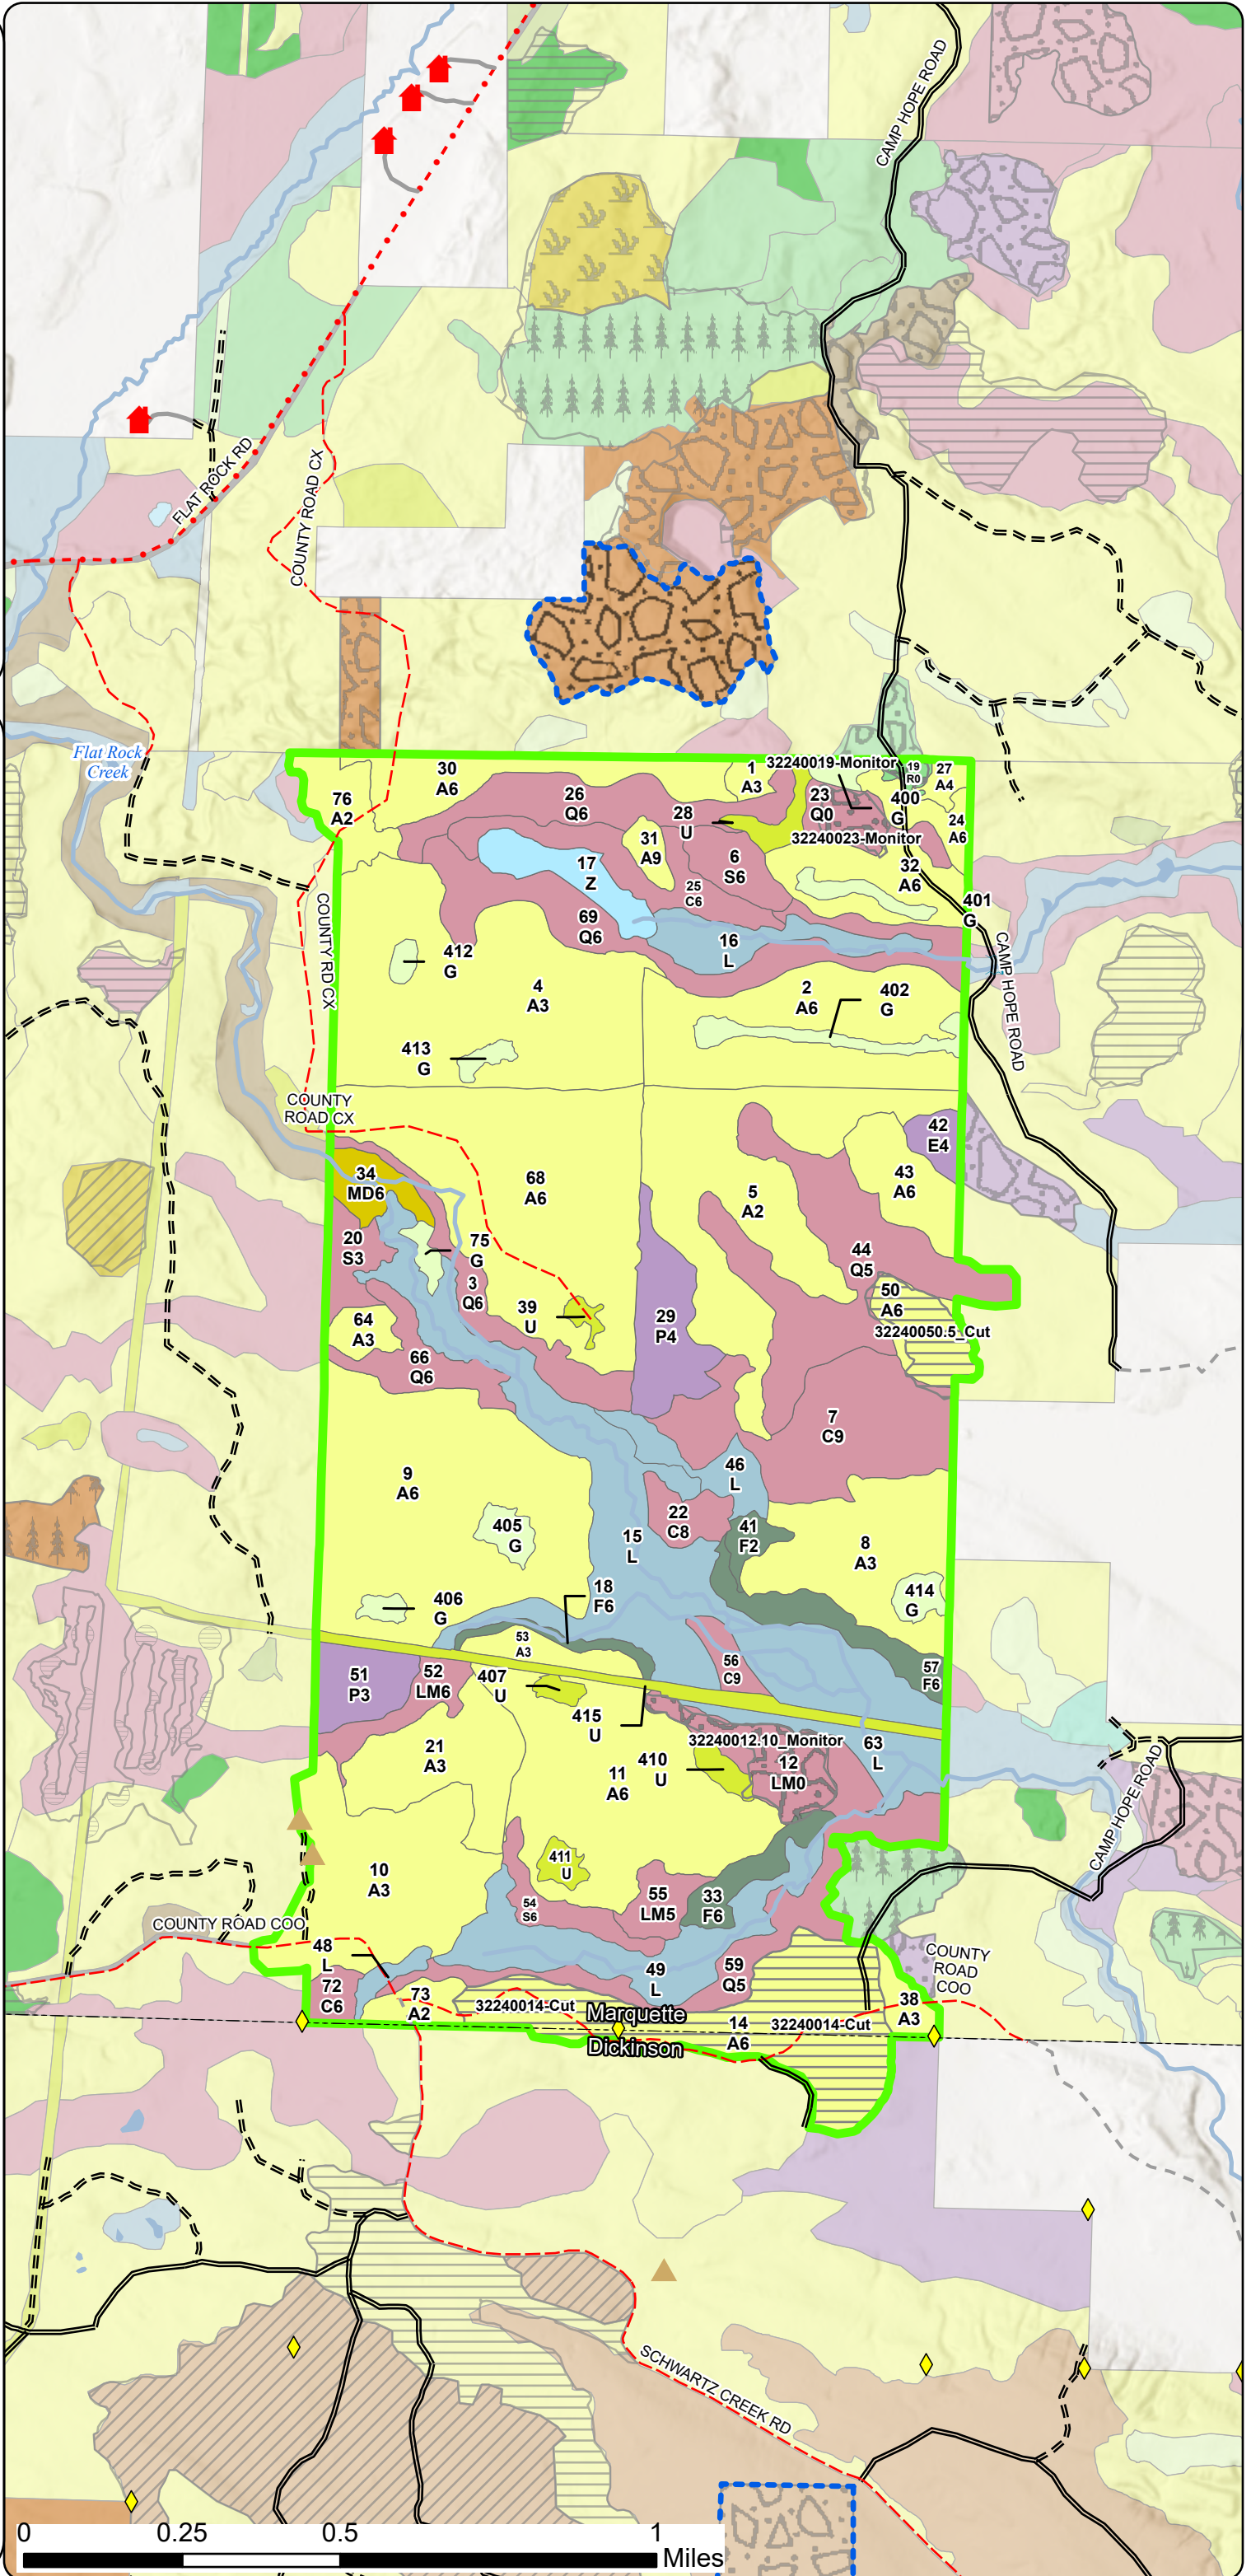 CAMP HOPE ROAD
FLAT ROCK RD
COUNTY ROAD CX
Flat Rock
Creek
30
A6
1
A3
32240019-Monitor
19
R0
27
A4
76
A2
26
Q6
28
U
23
Q0
400
G
24
A6
32240023-Monitor
31
A9
6
S6
17
Z
25
C6
32
A6
401
G
COUNTY RD CX
69
Q6
16
L
CAMP HOPE ROAD
412
G
4
A3
2
A6
402
G
413
G
COUNTY
ROAD CX
42
E4
34
MD6
68
A6
5
A2
43
A6
20
S3
75
G
44
Q5
3
Q6
50
A6
39
U
29
P4
64
A3
32240050.5_Cut
66
Q6
7
C9
9
A6
46
L
22
C8
405
G
15
L
41
F2
8
A3
414
G
18
F6
406
G
53
A3
56
C9
57
F6
51
P3
52
LM6
407
U
415
U
32240012.10_Monitor
63
L
21
A3
410
U
12
LM0
11
A6
CAMP HOPE ROAD
411
U
10
A3
54
S6
55
LM5
33
F6
COUNTY ROAD COO
48
L
COUNTY
ROAD
COO
59
Q5
49
L
72
C6
73
A2
32240014-Cut
Marquette
38
A3
14
A6
32240014-Cut
Dickinson
SCHWARTZ CREEK RD
0 0.25 0.5 1
Miles